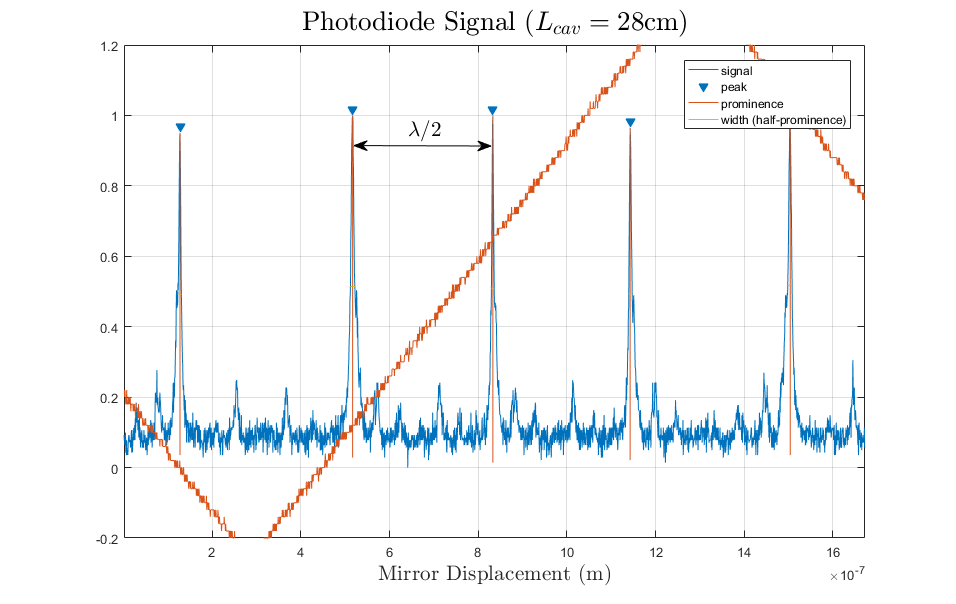 Photodiode Signal (L_cav = 28cm)
1.2
1
0.8
0.6
0.4
0.2
0
-0.2
signal
peak
prominence
width (half-prominence)
λ/2
2 4 6 8 10 12 14 16
Mirror Displacement (m)
×10^-7